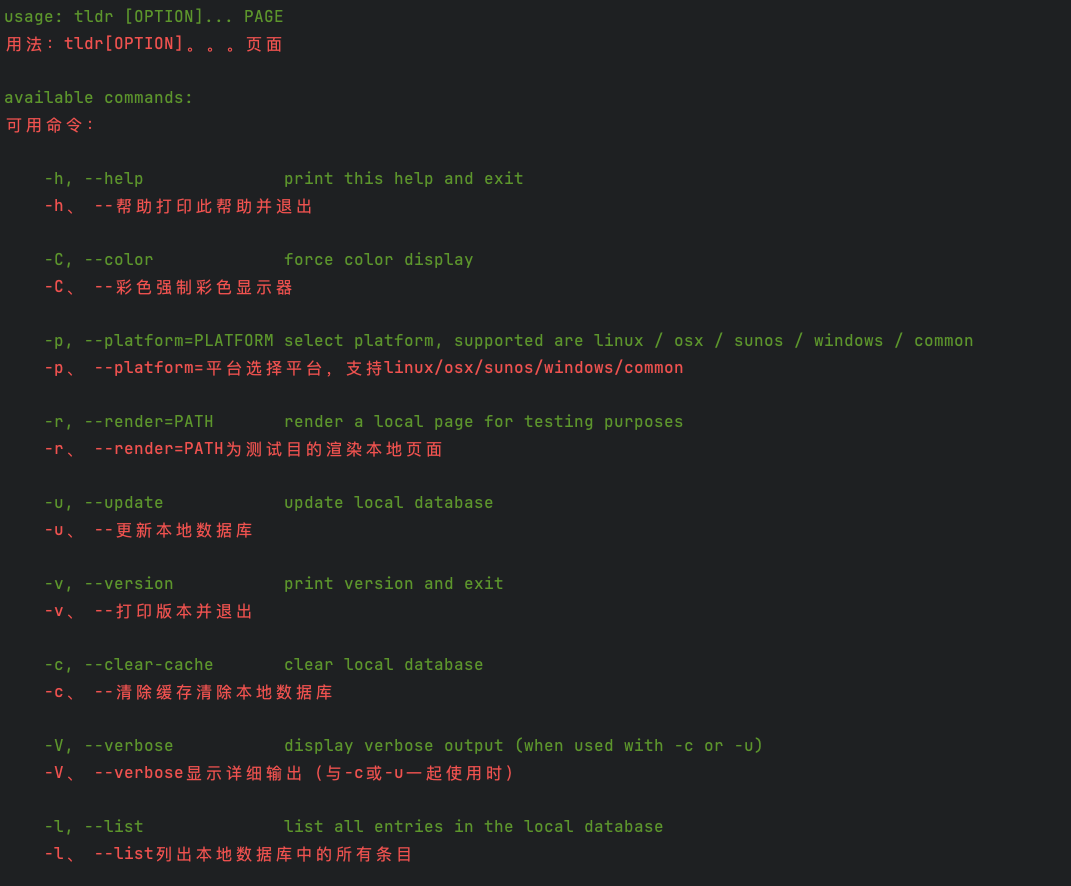 usage: tldr [OPTION]... PAGE
用法：tldr[OPTION]。。。页面
available commands:
可用命令：
-h, --help print this help and exit
-h、 --帮助打印此帮助并退出
-C, --color force color display
-C、 --彩色强制彩色显示器
-p, --platform=PLATFORM select platform, supported are linux / osx / sunos / windows / common
-p、 --platform=平台选择平台，支持linux/osx/sunos/windows/common
-r, --render=PATH render a local page for testing purposes
-r、 --render=PATH为测试目的渲染本地页面
-u, --update update local database
-u、 --更新本地数据库
-v, --version print version and exit
-v、 --打印版本并退出
-c, --clear-cache clear local database
-c、 --清除缓存清除本地数据库
-V, --verbose display verbose output (when used with -c or -u)
-V、 --verbose显示详细输出（与-c或-u一起使用时）
-l, --list list all entries in the local database
-l、 --list列出本地数据库中的所有条目